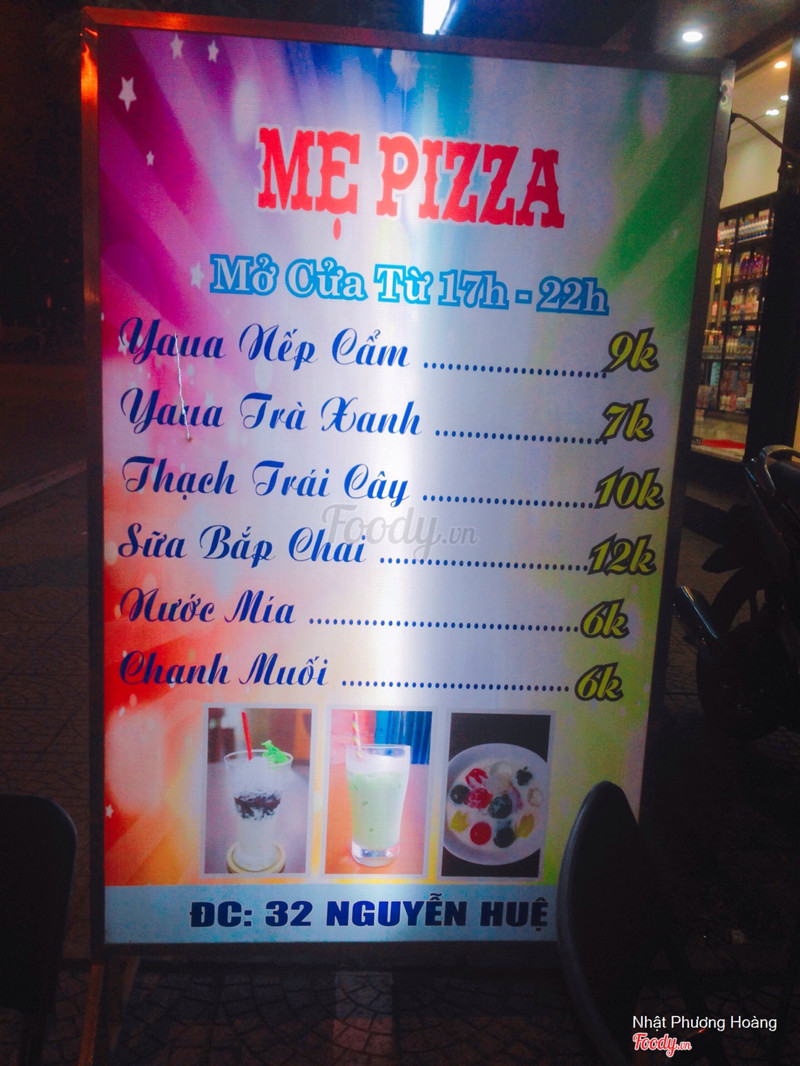 MẸ PIZZA
Mở Cửa Từ 17h - 22h
Yaua Nếp Cẩm ........................ 9k
Yaua Trà Xanh ........................ 7k
Thạch Trái Cây ........................ 10k
Sữa Bắp Chai ........................ 12k
Nước Mía ........................ 6k
Chanh Muối ........................ 6k
Foody.vn
ĐC: 32 NGUYỄN HUỆ
Nhật Phương Hoàng
Foody.vn